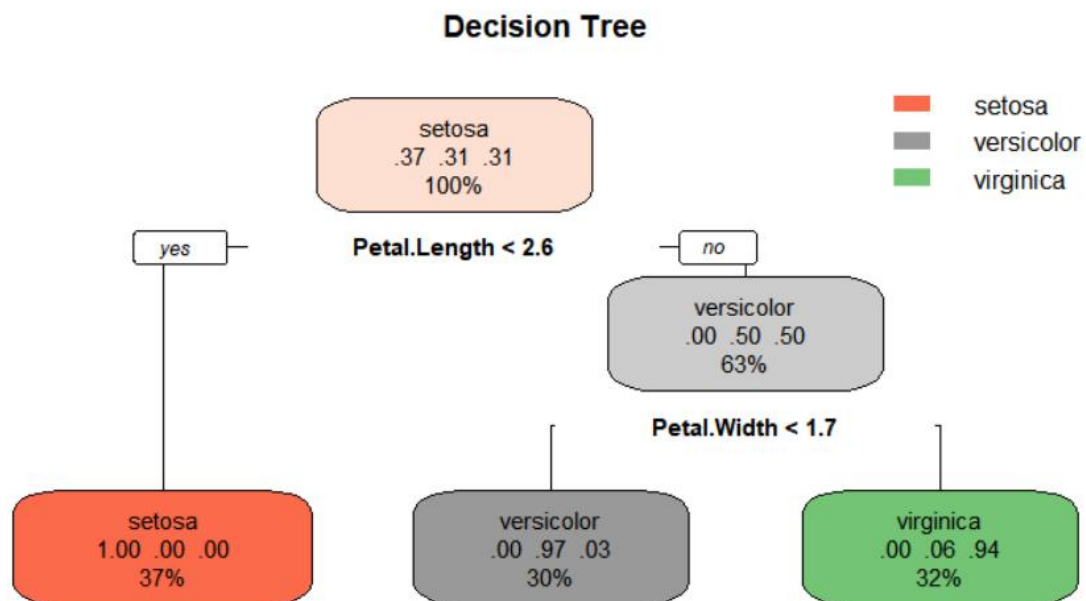 Decision Tree
setosa
.37 .31 .31
100%
setosa
versicolor
virginica
yes
Petal.Length < 2.6
no
versicolor
.00 .50 .50
63%
Petal.Width < 1.7
setosa
1.00 .00 .00
37%
versicolor
.00 .97 .03
30%
virginica
.00 .06 .94
32%